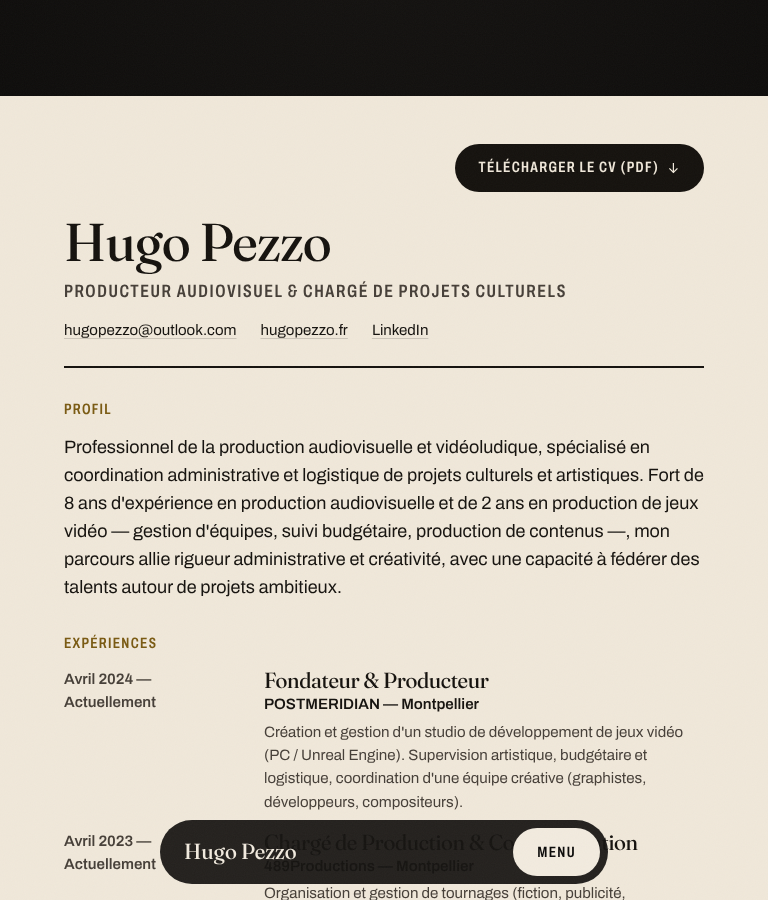 TÉLÉCHARGER LE CV (PDF) ↓
Hugo Pezzo
PRODUCTEUR AUDIOVISUEL & CHARGÉ DE PROJETS CULTURELS
hugopezzo@outlook.com hugopezzo.fr LinkedIn
PROFIL
Professionnel de la production audiovisuelle et vidéoludique, spécialisé en
coordination administrative et logistique de projets culturels et artistiques. Fort de
8 ans d'expérience en production audiovisuelle et de 2 ans en production de jeux
vidéo — gestion d'équipes, suivi budgétaire, production de contenus —, mon
parcours allie rigueur administrative et créativité, avec une capacité à fédérer des
talents autour de projets ambitieux.
EXPÉRIENCES
Avril 2024 —
Actuellement
Fondateur & Producteur
POSTMERIDIAN — Montpellier
Création et gestion d'un studio de développement de jeux vidéo
(PC / Unreal Engine). Supervision artistique, budgétaire et
logistique, coordination d'une équipe créative (graphistes,
développeurs, compositeurs).
Avril 2023 —
Actuellement
Chargé de Production & Co tion
489Productions — Montpellier
Organisation et gestion de tournages (fiction, publicité,
Hugo Pezzo
MENU